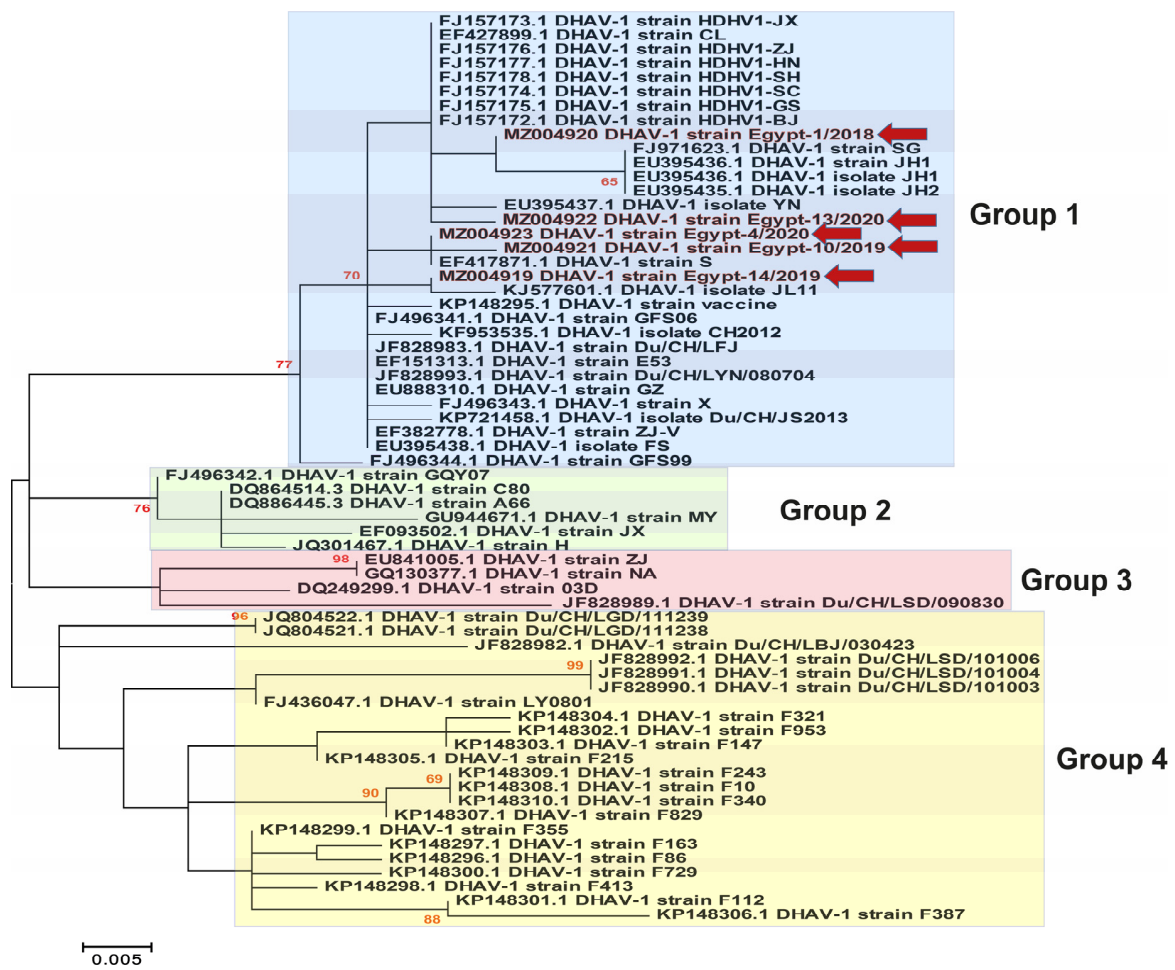 FJ157173.1 DHAV-1 strain HDHV1-JX
EF427899.1 DHAV-1 strain CL
FJ157176.1 DHAV-1 strain HDHV1-ZJ
FJ157177.1 DHAV-1 strain HDHV1-HN
FJ157178.1 DHAV-1 strain HDHV1-SH
FJ157174.1 DHAV-1 strain HDHV1-SC
FJ157175.1 DHAV-1 strain HDHV1-GS
FJ157172.1 DHAV-1 strain HDHV1-BJ
MZ004920 DHAV-1 strain Egypt-1/2018
FJ971623.1 DHAV-1 strain SG
EU395436.1 DHAV-1 strain JH1
EU395436.1 DHAV-1 isolate JH1
65
EU395435.1 DHAV-1 isolate JH2
EU395437.1 DHAV-1 isolate YN
MZ004922 DHAV-1 strain Egypt-13/2020
Group 1
MZ004923 DHAV-1 strain Egypt-4/2020
MZ004921 DHAV-1 strain Egypt-10/2019
EF417871.1 DHAV-1 strain S
70
MZ004919 DHAV-1 strain Egypt-14/2019
KJ577601.1 DHAV-1 isolate JL11
KP148295.1 DHAV-1 strain vaccine
FJ496341.1 DHAV-1 strain GFS06
KF953535.1 DHAV-1 isolate CH2012
JF828983.1 DHAV-1 strain Du/CH/LFJ
EF151313.1 DHAV-1 strain E53
77
JF828993.1 DHAV-1 strain Du/CH/LYN/080704
EU888310.1 DHAV-1 strain GZ
FJ496343.1 DHAV-1 strain X
KP721458.1 DHAV-1 isolate Du/CH/JS2013
EF382778.1 DHAV-1 strain ZJ-V
EU395438.1 DHAV-1 isolate FS
FJ496344.1 DHAV-1 strain GFS99
FJ496342.1 DHAV-1 strain GQY07
DQ864514.3 DHAV-1 strain C80
DQ886445.3 DHAV-1 strain A66
76
Group 2
GU944671.1 DHAV-1 strain MY
EF093502.1 DHAV-1 strain JX
JQ301467.1 DHAV-1 strain H
98
EU841005.1 DHAV-1 strain ZJ
GQ130377.1 DHAV-1 strain NA
Group 3
DQ249299.1 DHAV-1 strain 03D
JF828989.1 DHAV-1 strain Du/CH/LSD/090830
96
JQ804522.1 DHAV-1 strain Du/CH/LGD/111239
JQ804521.1 DHAV-1 strain Du/CH/LGD/111238
JF828982.1 DHAV-1 strain Du/CH/LBJ/030423
JF828992.1 DHAV-1 strain Du/CH/LSD/101006
99
JF828991.1 DHAV-1 strain Du/CH/LSD/101004
JF828990.1 DHAV-1 strain Du/CH/LSD/101003
FJ436047.1 DHAV-1 strain LY0801
KP148304.1 DHAV-1 strain F321
KP148302.1 DHAV-1 strain F953
KP148303.1 DHAV-1 strain F147
KP148305.1 DHAV-1 strain F215
Group 4
KP148309.1 DHAV-1 strain F243
69
KP148308.1 DHAV-1 strain F10
90
KP148310.1 DHAV-1 strain F340
KP148307.1 DHAV-1 strain F829
KP148299.1 DHAV-1 strain F355
KP148297.1 DHAV-1 strain F163
KP148296.1 DHAV-1 strain F86
KP148300.1 DHAV-1 strain F729
KP148298.1 DHAV-1 strain F413
KP148301.1 DHAV-1 strain F112
88
KP148306.1 DHAV-1 strain F387
0.005